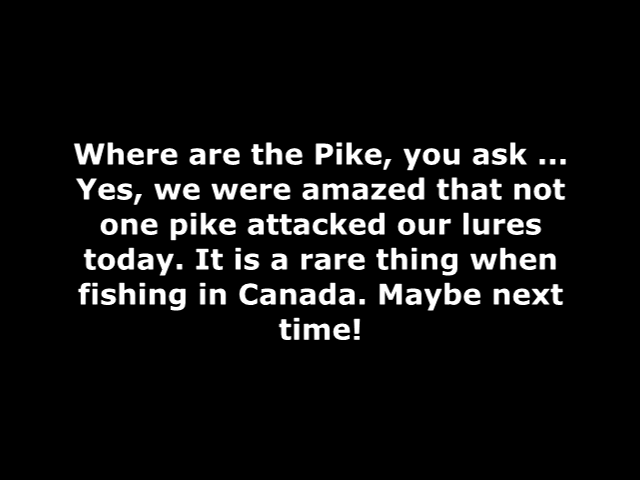 Where are the Pike, you ask ...
Yes, we were amazed that not
one pike attacked our lures
today. It is a rare thing when
fishing in Canada. Maybe next
time!